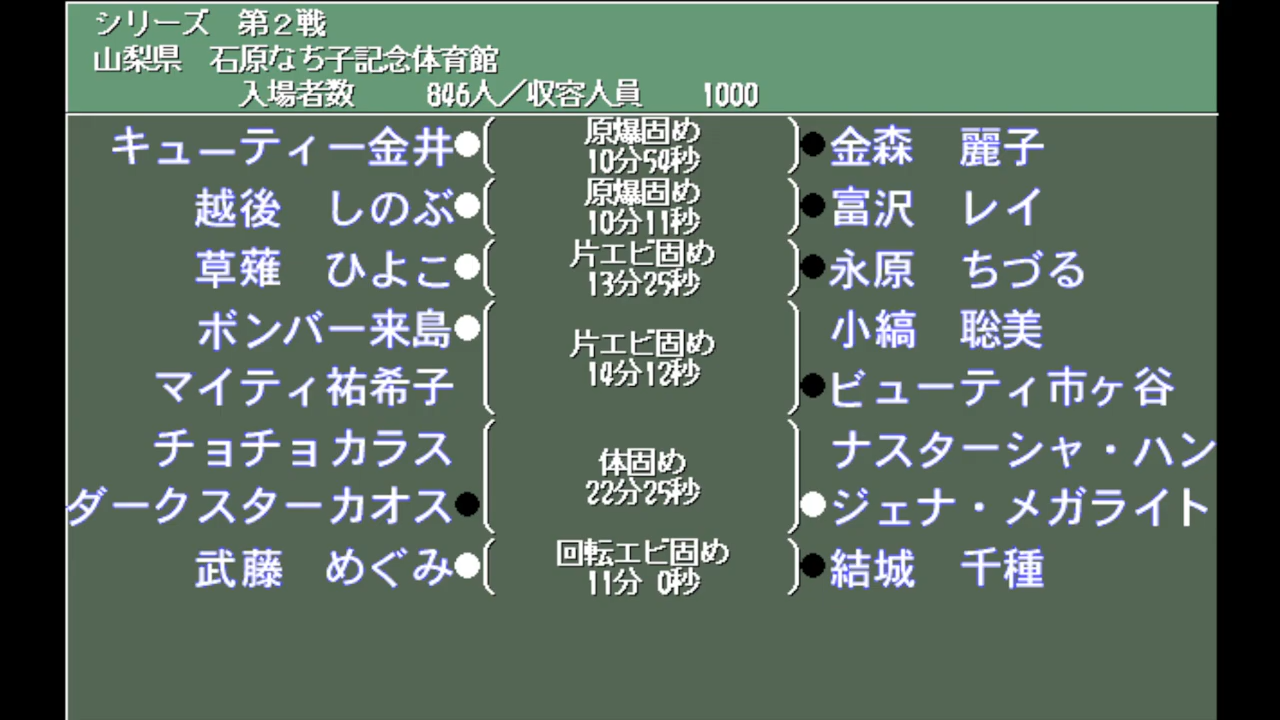 シリーズ　第２戦
山梨県　石原なち子記念体育館
入場者数　846人／収容人員　1000
キューティー金井●（　原爆固め　）●金森　麗子
10分54秒
越後　しのぶ●（　原爆固め　）●富沢　レイ
10分11秒
草薙　ひよこ●（　片エビ固め　）●永原　ちづる
13分25秒
ボンバー来島●　小縞　聡美
片エビ固め
14分12秒
マイティ祐希子　●ビューティ市ヶ谷
チョチョカラス　ナスターシャ・ハン
体固め
22分25秒
ダークスターカオス●　●ジェナ・メガライト
武藤　めぐみ●（　回転エビ固め　）●結城　千種
11分 0秒